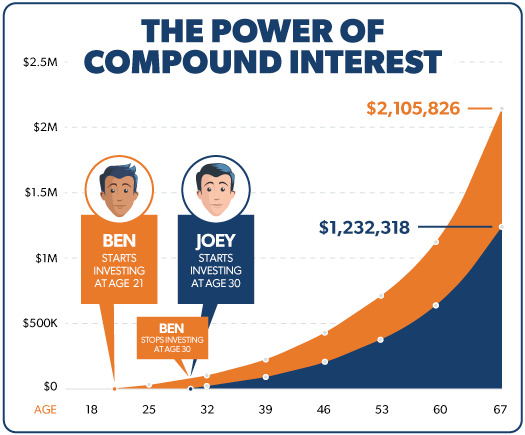 THE POWER OF
COMPOUND INTEREST
$2.5M
$2M
$1.5M
$1M
$500K
$0
$2,105,826
$1,232,318
BEN
STARTS
INVESTING
AT AGE 21
JOEY
STARTS
INVESTING
AT AGE 30
BEN
STOPS INVESTING
AT AGE 30
AGE 18 25 32 39 46 53 60 67